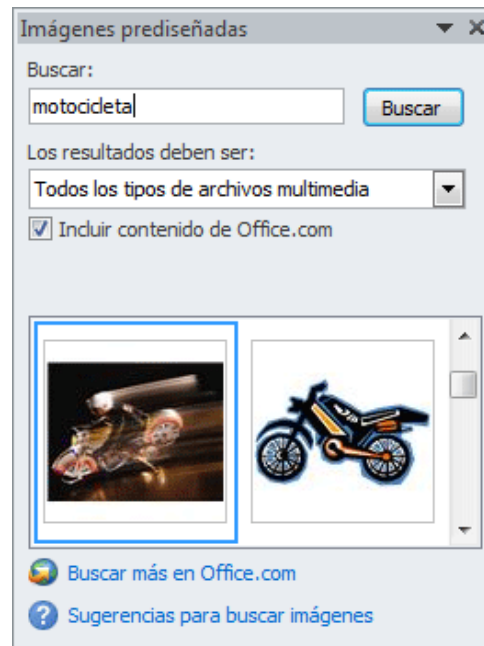 Imágenes prediseñadas
Buscar:
motocicleta
Buscar
Los resultados deben ser:
Todos los tipos de archivos multimedia
Incluir contenido de Office.com
Buscar más en Office.com
Sugerencias para buscar imágenes